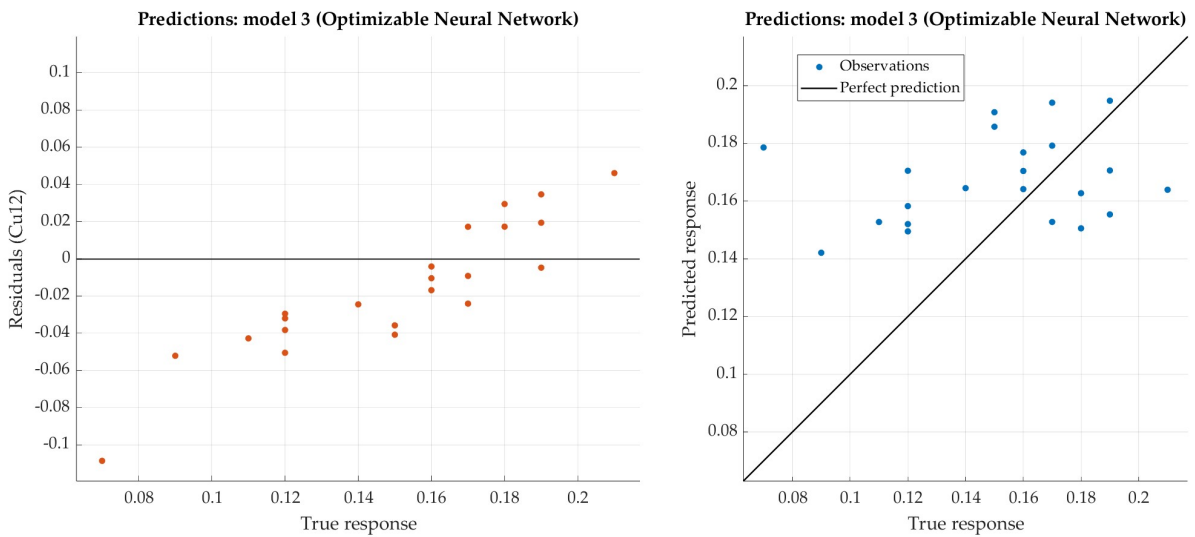 Predictions: model 3 (Optimizable Neural Network)
Residuals (Cu12)
0.1
0.08
0.06
0.04
0.02
0
-0.02
-0.04
-0.06
-0.08
-0.1
0.08 0.1 0.12 0.14 0.16 0.18 0.2
True response
Predictions: model 3 (Optimizable Neural Network)
Observations
Perfect prediction
Predicted response
0.2
0.18
0.16
0.14
0.12
0.1
0.08
0.08 0.1 0.12 0.14 0.16 0.18 0.2
True response